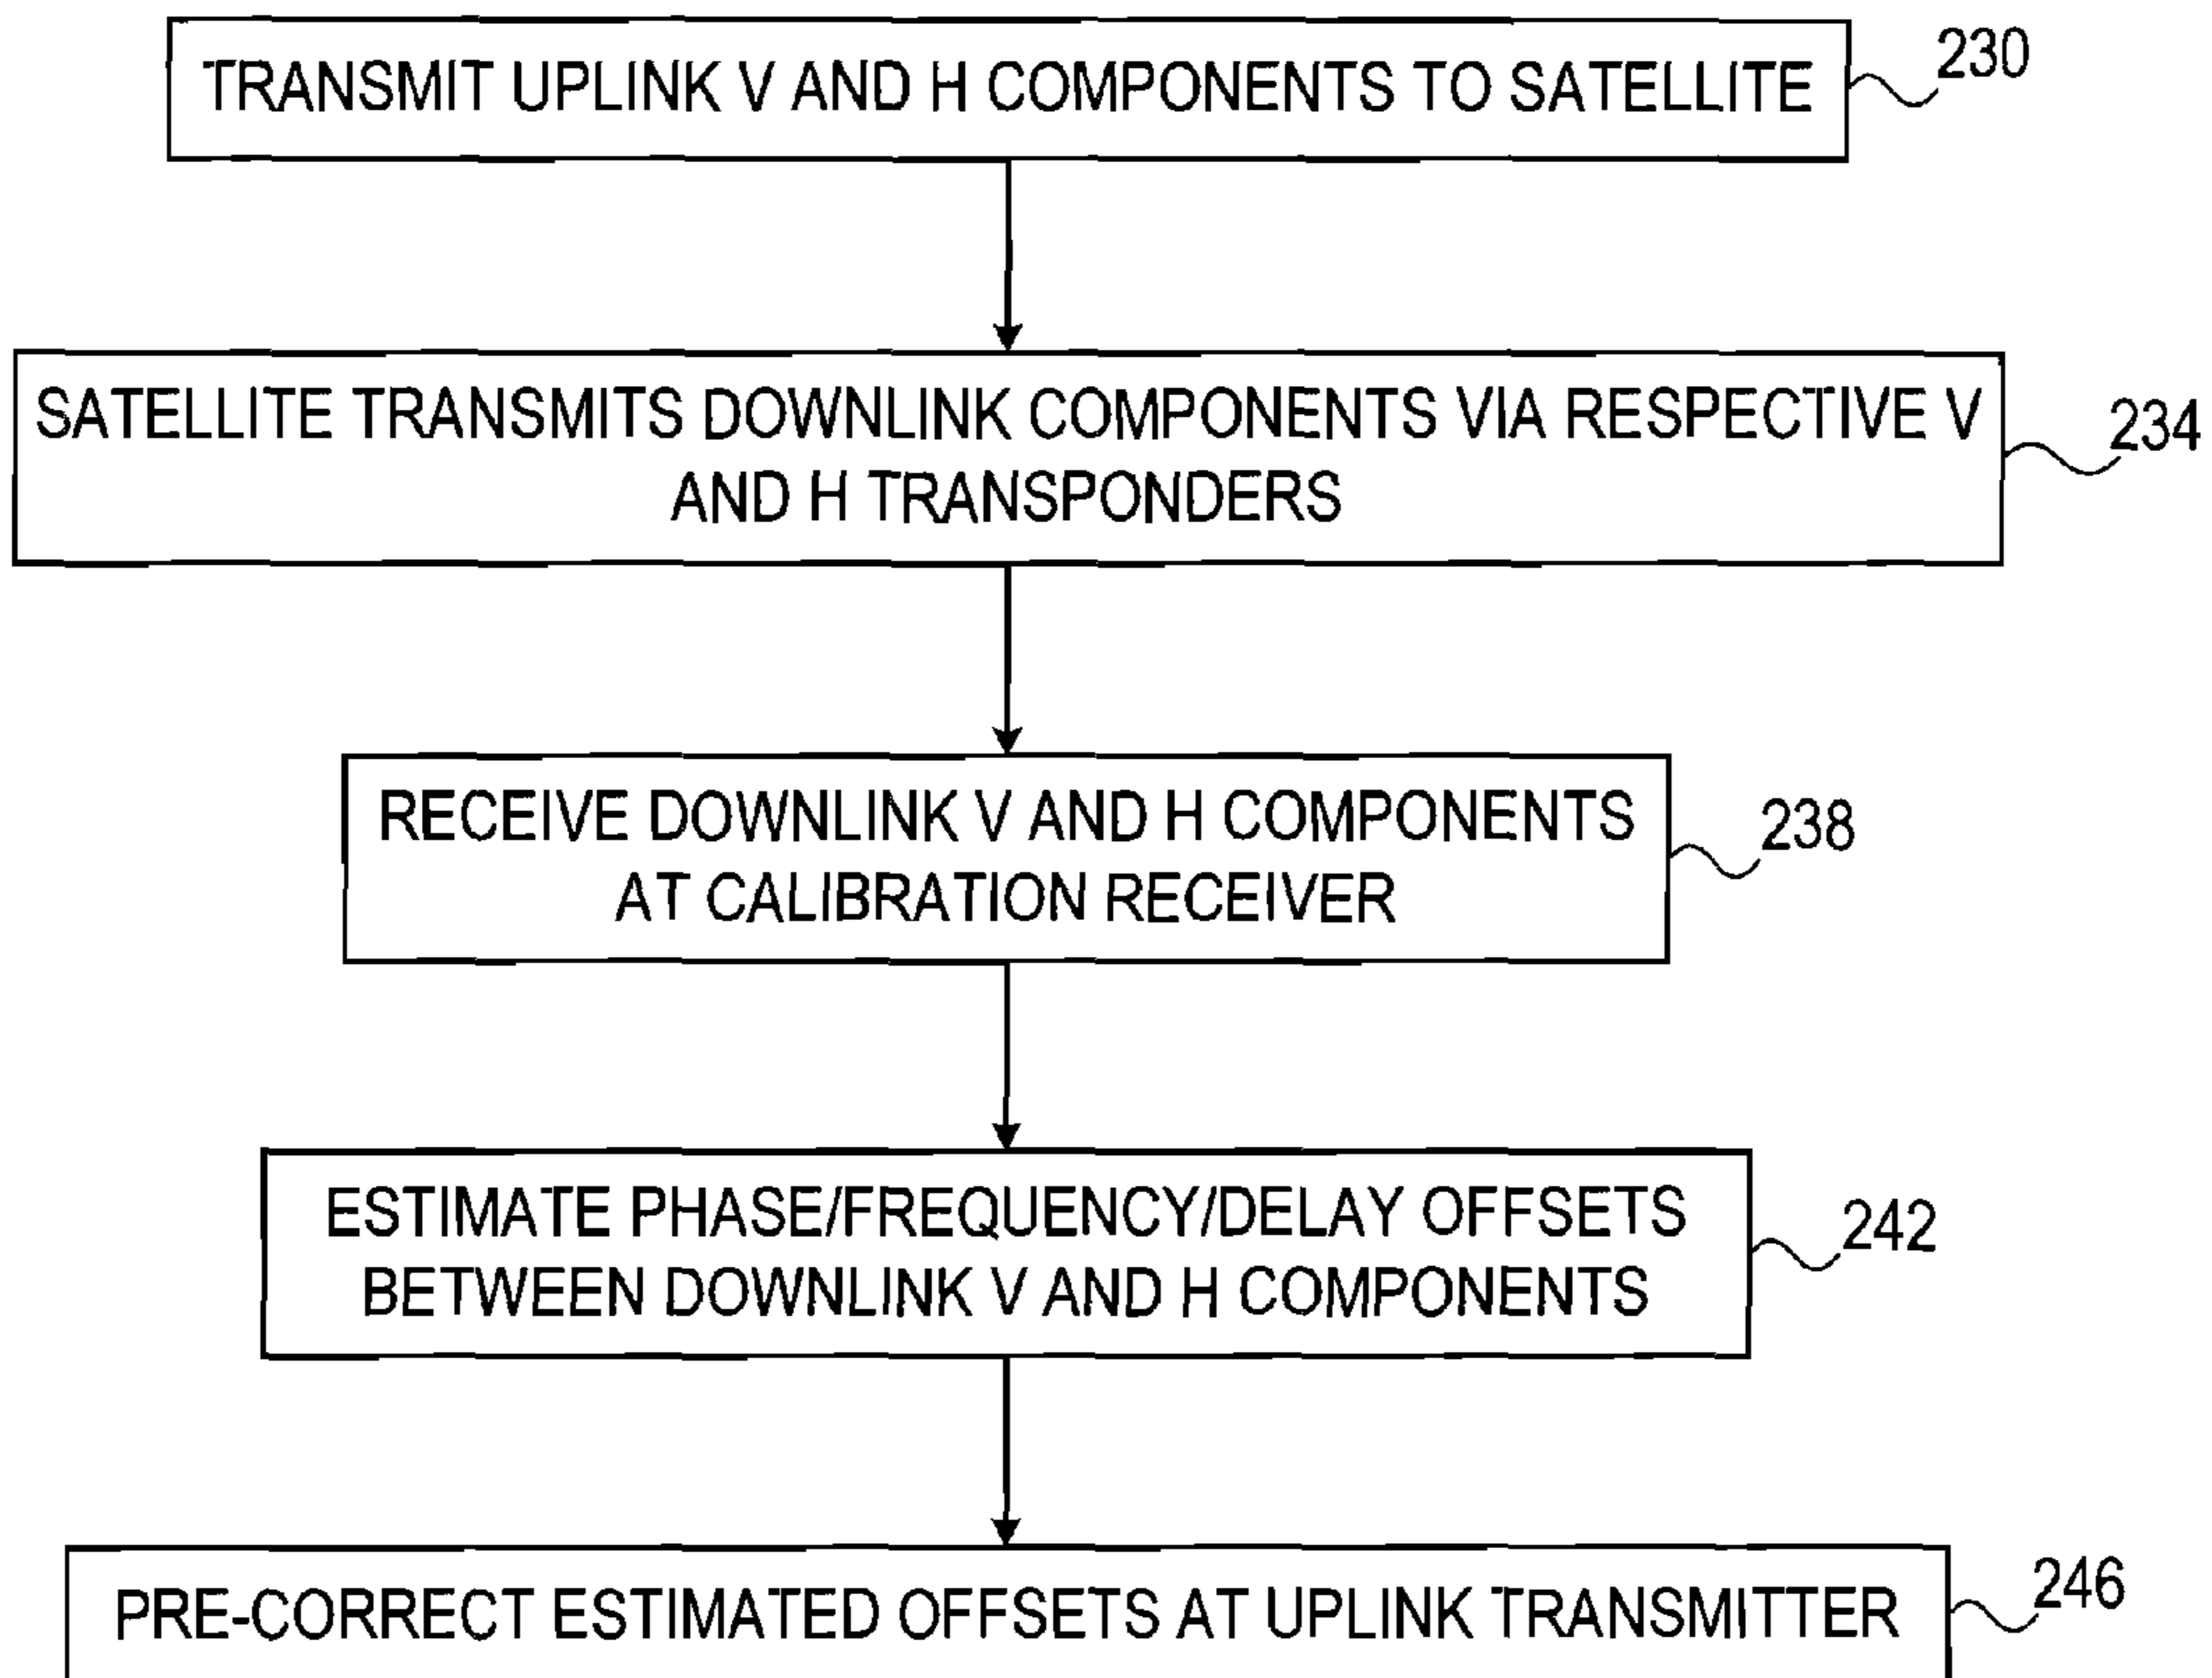 TRANSMIT UPLINK V AND H COMPONENTS TO SATELLITE
230
SATELLITE TRANSMITS DOWNLINK COMPONENTS VIA RESPECTIVE V
AND H TRANSPONDERS
234
RECEIVE DOWNLINK V AND H COMPONENTS
AT CALIBRATION RECEIVER
238
ESTIMATE PHASE/FREQUENCY/DELAY OFFSETS
BETWEEN DOWNLINK V AND H COMPONENTS
242
PRE-CORRECT ESTIMATED OFFSETS AT UPLINK TRANSMITTER
246